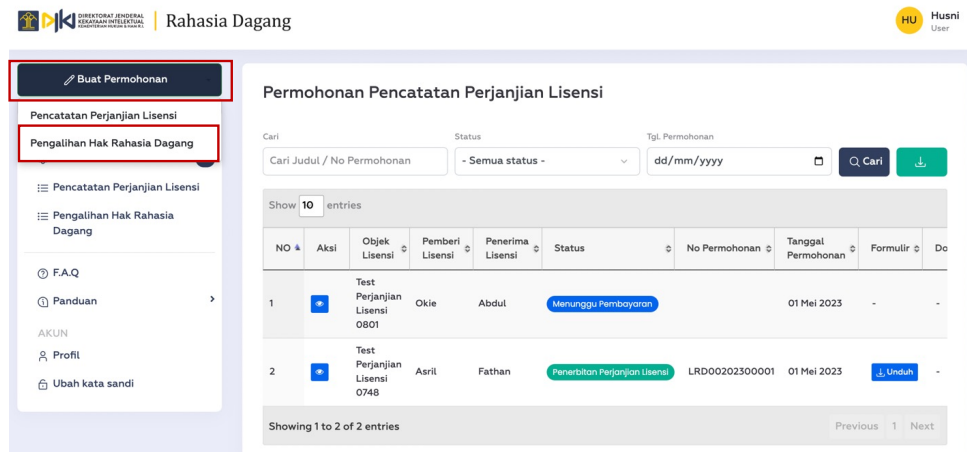 DIREKTORAT JENDERAL
KEKAYAAN INTELEKTUAL
KEMENTERIAN HUKUM & HAM R.I.
Rahasia Dagang
HU
Husni
User
Buat Permohonan
Pencatatan Perjanjian Lisensi
Pengalihan Hak Rahasia Dagang
Pencatatan Perjanjian Lisensi
Pengalihan Hak Rahasia
Dagang
F.A.Q
Panduan
AKUN
Profil
Ubah kata sandi
Permohonan Pencatatan Perjanjian Lisensi
Cari Status Tgl. Permohonan
Cari Judul / No Permohonan - Semua status - dd/mm/yyyy Cari
Show 10 entries
NO Aksi Objek Lisensi Pemberi Lisensi Penerima Lisensi Status No Permohonan Tanggal Permohonan Formulir Do
1 Test Perjanjian Lisensi 0801 Okie Abdul Menunggu Pembayaran 01 Mei 2023 - -
2 Test Perjanjian Lisensi 0748 Asril Fathan Penerbitan Perjanjian Lisensi LRD00202300001 01 Mei 2023 Unduh -
Showing 1 to 2 of 2 entries
Previous 1 Next